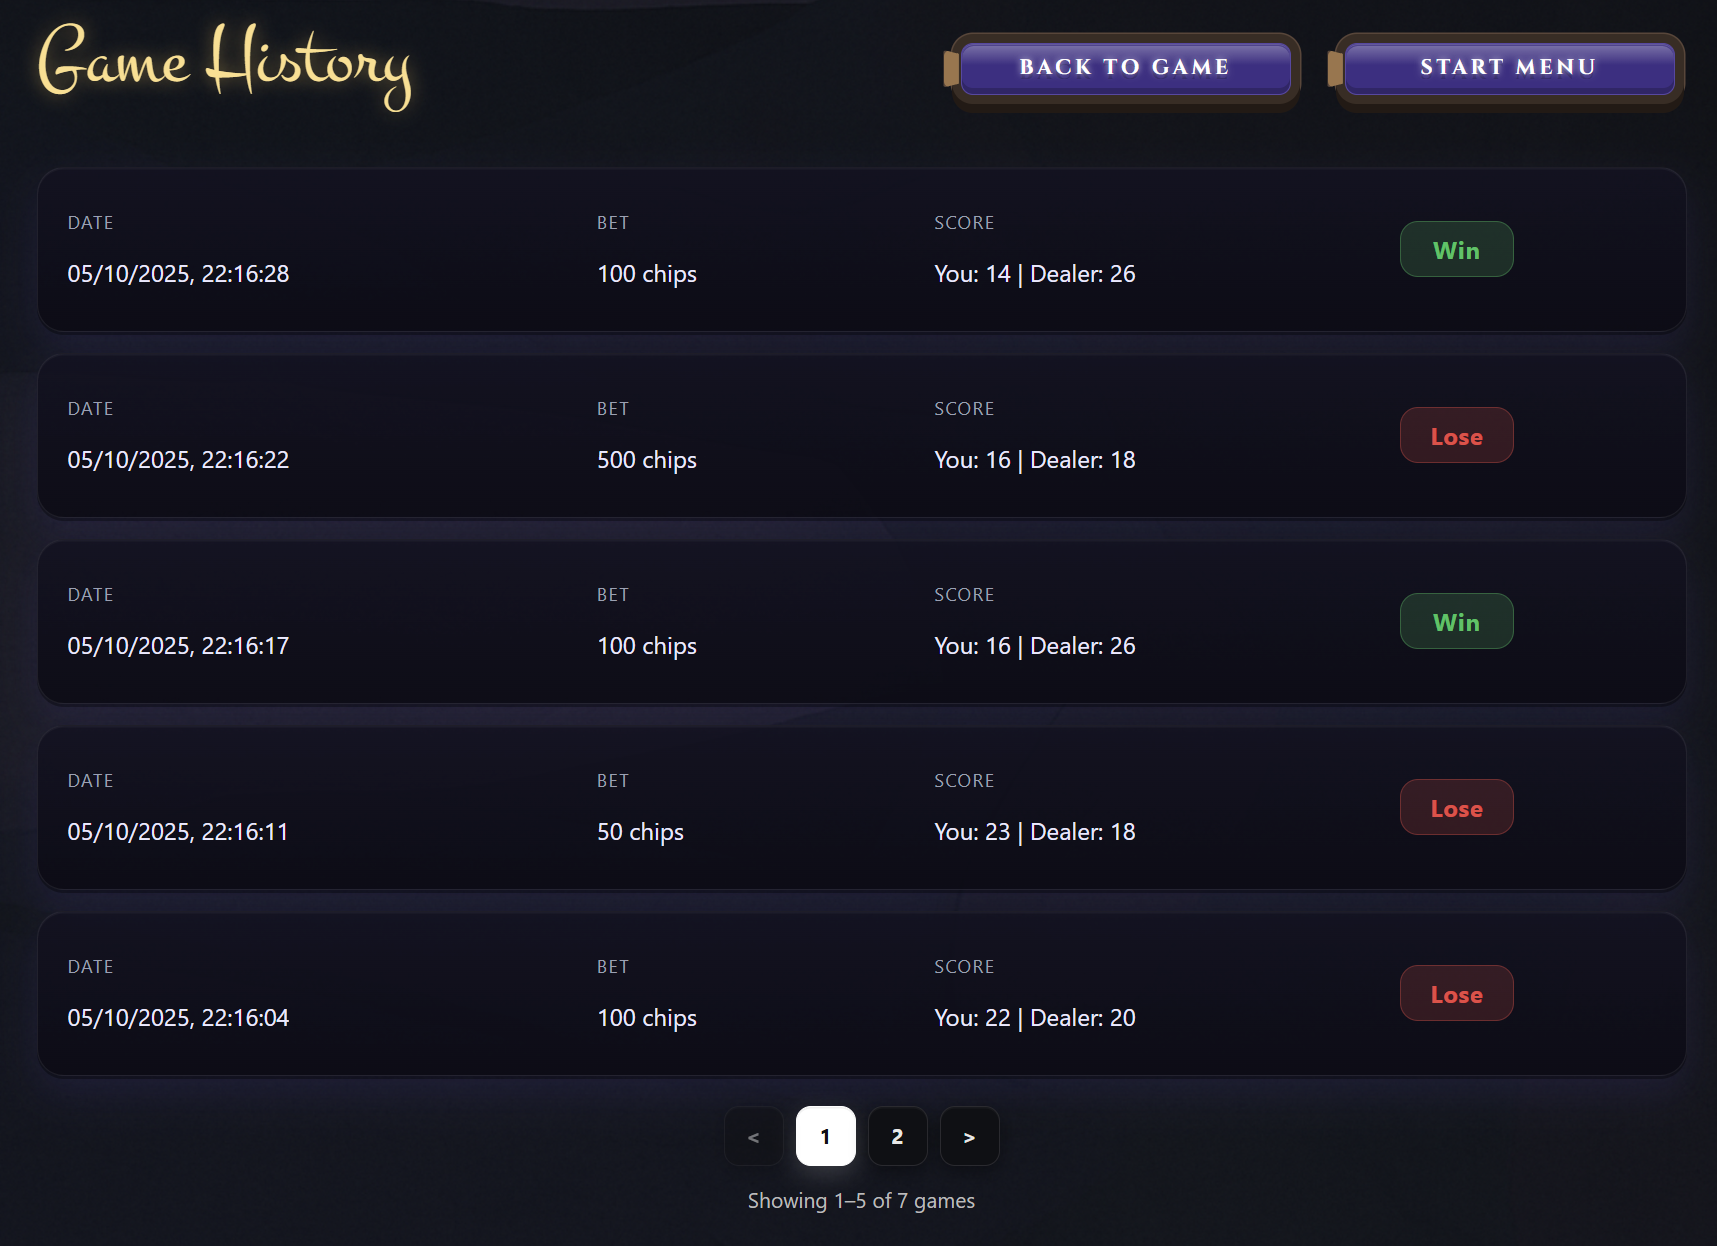 Game History
BACK TO GAME
START MENU
DATE
BET
SCORE
05/10/2025, 22:16:28
100 chips
You: 14 | Dealer: 26
Win
DATE
BET
SCORE
05/10/2025, 22:16:22
500 chips
You: 16 | Dealer: 18
Lose
DATE
BET
SCORE
05/10/2025, 22:16:17
100 chips
You: 16 | Dealer: 26
Win
DATE
BET
SCORE
05/10/2025, 22:16:11
50 chips
You: 23 | Dealer: 18
Lose
DATE
BET
SCORE
05/10/2025, 22:16:04
100 chips
You: 22 | Dealer: 20
Lose
< 1 2 >
Showing 1–5 of 7 games